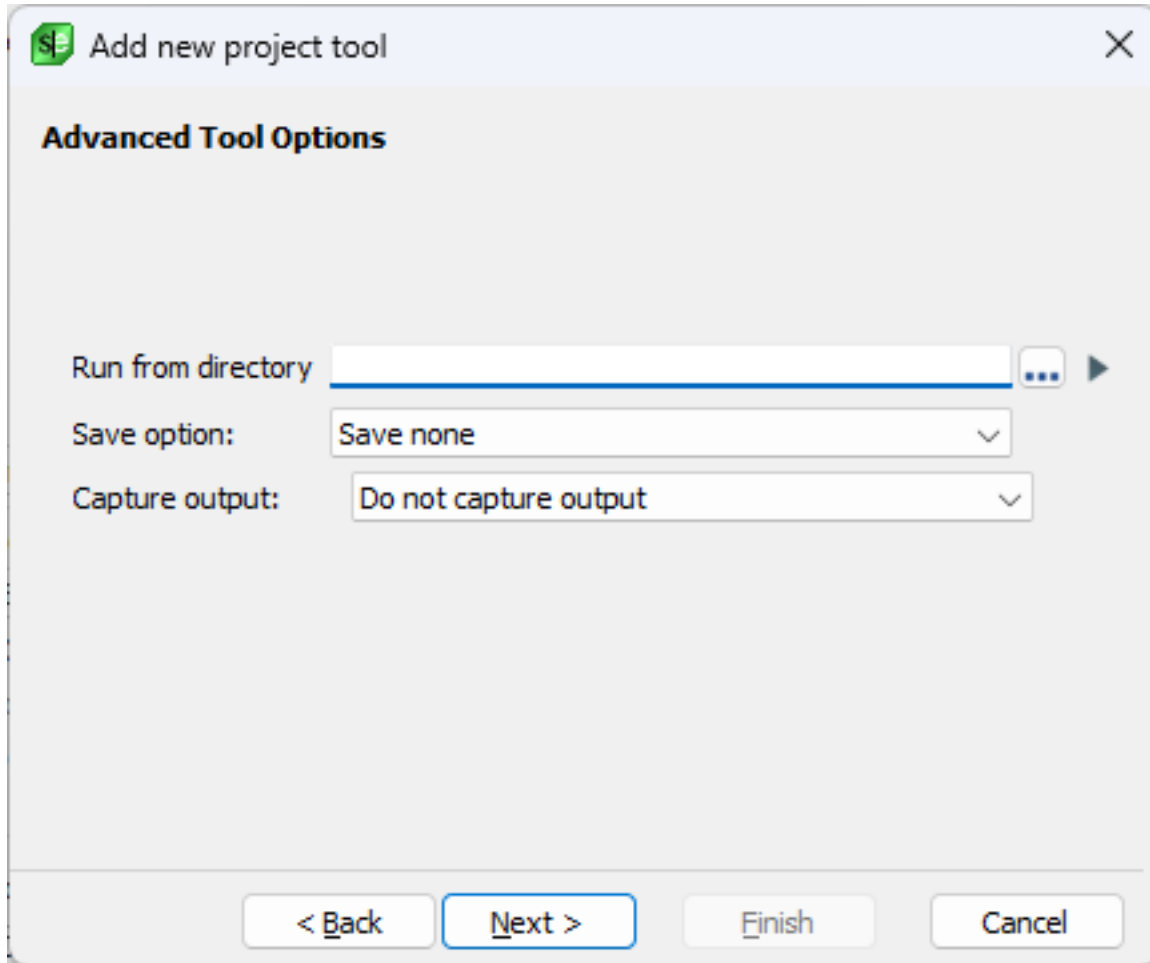 Add new project tool
Advanced Tool Options
Run from directory
...
Save option: Save none
Capture output: Do not capture output
< Back Next > Finish Cancel